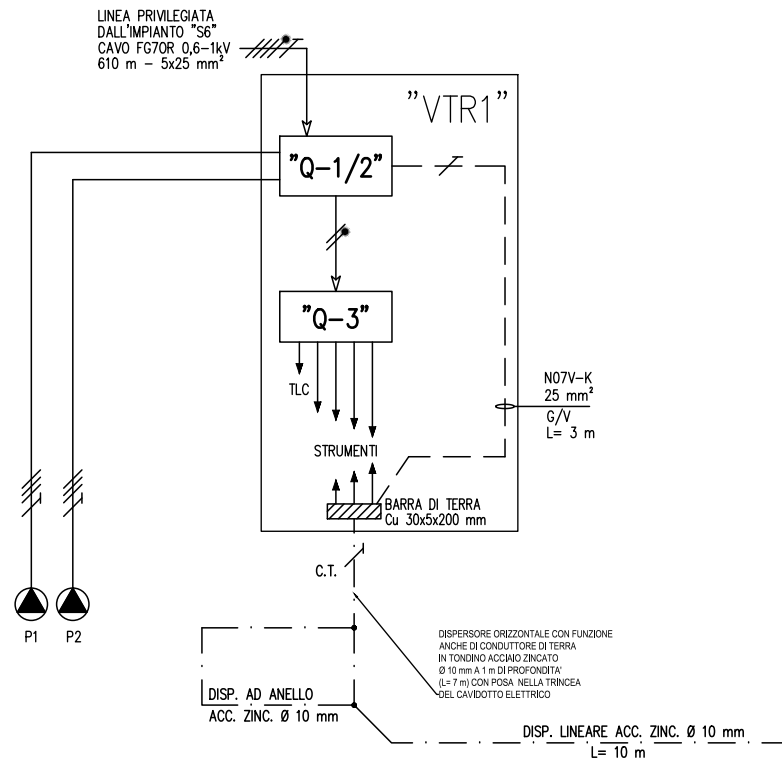 LINEA PRIVILEGIATA
DALL'IMPIANTO "S6"
CAVO FG7OR 0,6-1kV
610 m - 5x25 mm²
"VTR1"
"Q-1/2"
"Q-3"
TLC
STRUMENTI
N07V-K
25 mm²
G/V
L= 3 m
BARRA DI TERRA
Cu 30x5x200 mm
C.T.
P1
P2
DISPERSORE ORIZZONTALE CON FUNZIONE
ANCHE DI CONDUTTORE DI TERRA
IN TONDINO ACCIAIO ZINCATO
Ø 10 mm A 1 m DI PROFONDITA'
(L= 7 m) CON POSA NELLA TRINCEA
DEL CAVIDOTTO ELETTRICO
DISP. AD ANELLO
ACC. ZINC. Ø 10 mm
DISP. LINEARE ACC. ZINC. Ø 10 mm
L= 10 m